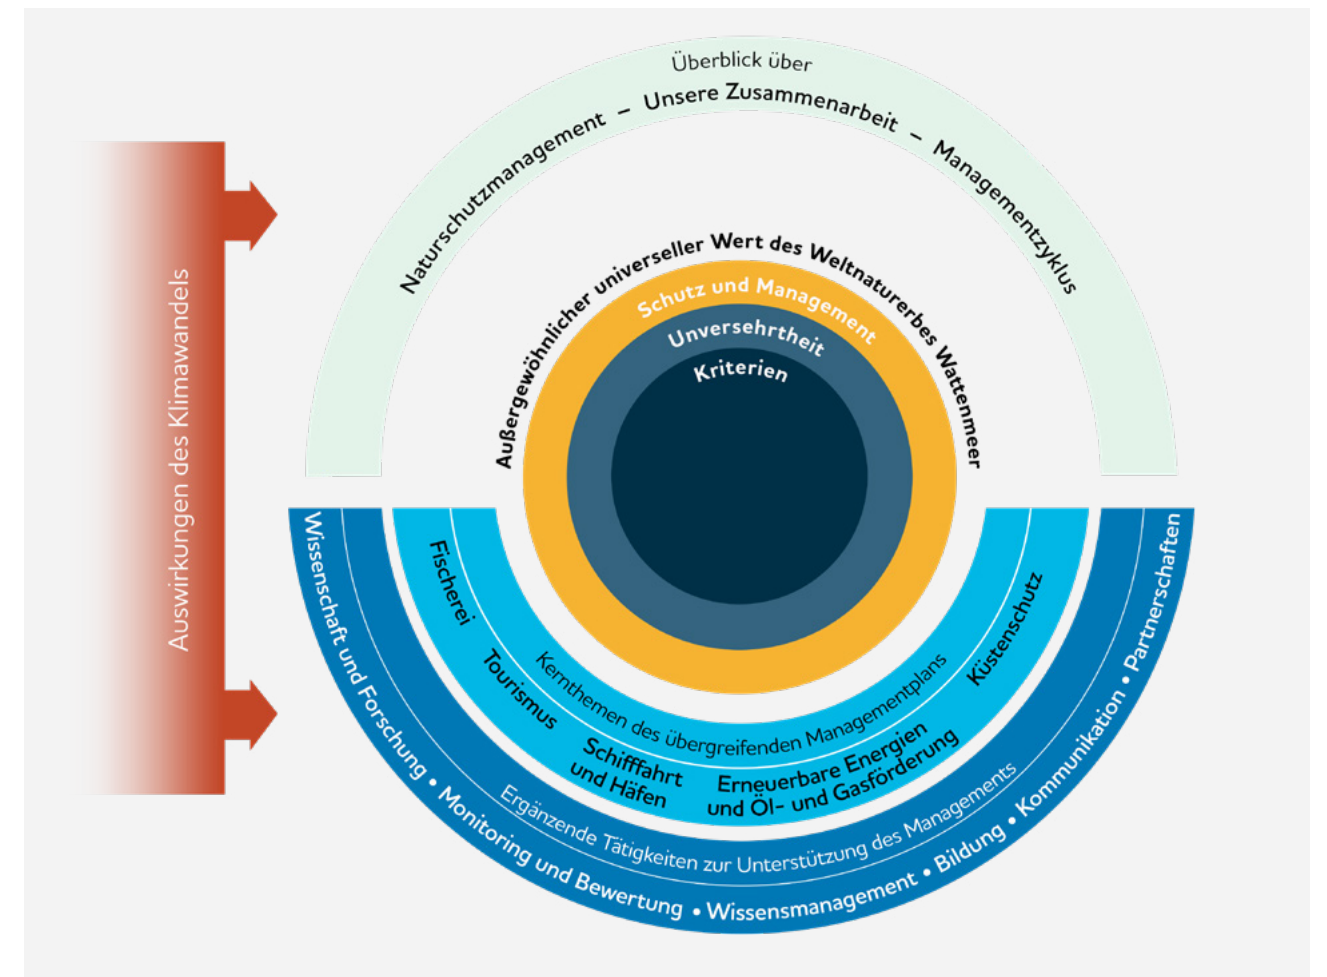 Überblick über
Naturschutzmanagement – Unsere Zusammenarbeit – Managementzyklus
Auswirkungen des Klimawandels
Außergewöhnlicher universeller Wert des Weltnaturerbes Wattenmeer
Schutz und Management
Unversehrtheit
Kriterien
Kernthemen des übergreifenden Managementplans
Fischerei
Tourismus
Schifffahrt
und Häfen
Erneuerbare Energien
und Öl- und Gasförderung
Küstenschutz
Ergänzende Tätigkeiten zur Unterstützung des Managements
Wissenschaft und Forschung • Monitoring und Bewertung • Wissensmanagement • Bildung • Kommunikation • Partnerschaften